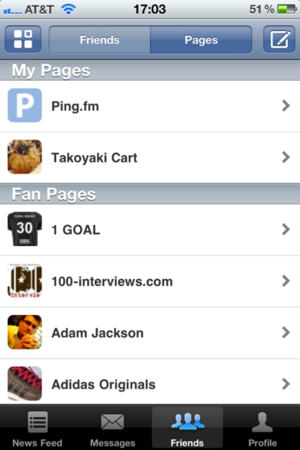 AT&T 17:03 51%
Friends Pages
My Pages
P Ping.fm
Takoyaki Cart
Fan Pages
30 1 GOAL
100-interviews.com
Adam Jackson
Adidas Originals
News Feed Messages Friends Profile